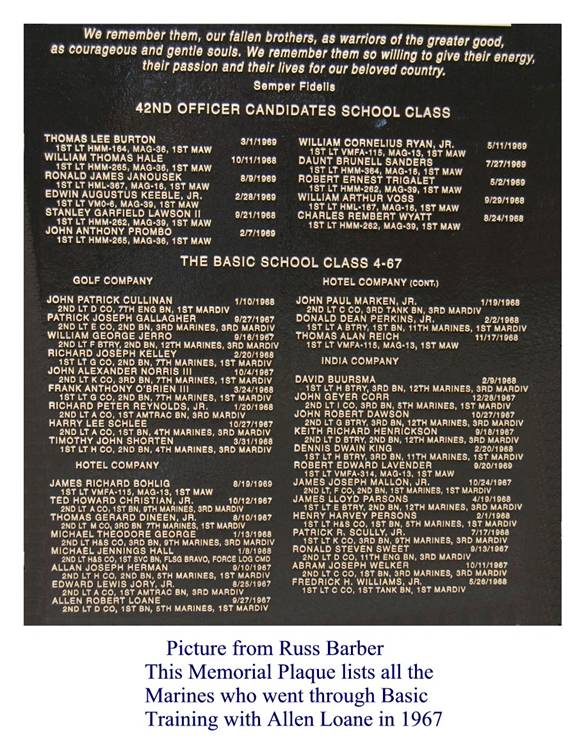 We remember them, our fallen brothers, as warriors of the greater good,
as courageous and gentle souls. We remember them so willing to give their energy,
their passion and their lives for our beloved country.
Semper Fidelis
42ND OFFICER CANDIDATES SCHOOL CLASS
THOMAS LEE BURTON 3/1/1969
1ST LT HMM-164, MAG-36, 1ST MAW
WILLIAM THOMAS HALE 10/11/1968
1ST LT HMM-265, MAG-36, 1ST MAW
RONALD JAMES JANOUSEK 8/9/1969
1ST LT HML-367, MAG-16, 1ST MAW
EDWIN AUGUSTUS KEEBLE, JR. 2/28/1969
1ST LT VMO-6, MAG-39, 1ST MAW
STANLEY GARFIELD LAWSON II 9/21/1968
1ST LT HMM-262, MAG-39, 1ST MAW
JOHN ANTHONY PROMBO 2/7/1969
1ST LT HMM-265, MAG-36, 1ST MAW
WILLIAM CORNELIUS RYAN, JR. 5/11/1969
1ST LT VMFA-115, MAG-13, 1ST MAW
DAUNT BRUNELL SANDERS 7/27/1969
1ST LT HMM-364, MAG-16, 1ST MAW
ROBERT ERNEST TRIGALET 5/2/1969
1ST LT HMM-262, MAG-39, 1ST MAW
WILLIAM ARTHUR VOSS 9/29/1968
1ST LT HML-167, MAG-16, 1ST MAW
CHARLES REMBERT WYATT 8/24/1968
1ST LT HMM-262, MAG-39, 1ST MAW
THE BASIC SCHOOL CLASS 4-67
GOLF COMPANY
JOHN PATRICK CULLINAN 1/10/1968
2ND LT D CO, 7TH ENG BN, 1ST MARDIV
PATRICK JOSEPH GALLAGHER 9/27/1967
2ND LT E CO, 2ND BN, 3RD MARINES, 3RD MARDIV
WILLIAM GEORGE JERRO 9/16/1967
2ND LT F BTRY, 2ND BN, 12TH MARINES, 3RD MARDIV
RICHARD JOSEPH KELLEY 2/20/1968
1ST LT G CO, 2ND BN, 7TH MARINES, 1ST MARDIV
JOHN ALEXANDER NORRIS III 10/4/1967
2ND LT K CO, 3RD BN, 7TH MARINES, 1ST MARDIV
FRANK ANTHONY O'BRIEN III 3/24/1968
1ST LT G CO, 2ND BN, 7TH MARINES, 1ST MARDIV
RICHARD PETER REYNOLDS, JR. 1/20/1968
2ND LT A CO, 1ST AMTRAC BN, 3RD MARDIV
HARRY LEE SCHLEE 10/27/1967
2ND LT A CO, 1ST BN, 4TH MARINES, 3RD MARDIV
TIMOTHY JOHN SHORTEN 3/31/1968
1ST LT H CO, 2ND BN, 4TH MARINES, 3RD MARDIV
HOTEL COMPANY
JAMES RICHARD BOHLIG 8/19/1969
1ST LT VMFA-115, MAG-13, 1ST MAW
TED HOWARD CHRISTIAN, JR. 10/12/1967
2ND LT A CO, 1ST BN, 9TH MARINES, 3RD MARDIV
THOMAS GERARD DINEEN, JR. 8/10/1967
2ND LT M CO, 3RD BN 7TH MARINES, 1ST MARDIV
MICHAEL THEODORE GEORGE 1/13/1968
2ND LT H&S CO, 3RD BN, 9TH MARINES, 3RD MARDIV
MICHAEL JENNINGS HALL 1/8/1968
2ND LT H&S CO, 1ST SVC BN, FLSG BRAVO, FORCE LOG CMD
ALLAN JOSEPH HERMAN 9/10/1967
2ND LT H CO, 2ND BN, 5TH MARINES, 1ST MARDIV
EDWARD LEWIS JORY, JR. 8/25/1967
2ND LT A CO, 1ST AMTRAC BN, 3RD MARDIV
ALLEN ROBERT LOANE 9/27/1967
2ND LT D CO, 1ST BN, 5TH MARINES, 1ST MARDIV
HOTEL COMPANY (CONT.)
JOHN PAUL MARKEN, JR. 1/19/1968
2ND LT C CO, 3RD TANK BN, 3RD MARDIV
DONALD DEAN PERKINS, JR. 2/2/1968
1ST LT A BTRY, 1ST BN, 11TH MARINES, 1ST MARDIV
THOMAS ALAN REICH 11/17/1968
1ST LT VMFA-115, MAG-13, 1ST MAW
INDIA COMPANY
DAVID BUURSMA 2/9/1968
1ST LT H BTRY, 3RD BN, 12TH MARINES, 3RD MARDIV
JOHN GEYER CORR 12/28/1967
2ND LT I CO, 3RD BN, 5TH MARINES, 1ST MARDIV
JOHN ROBERT DAWSON 10/27/1967
2ND LT G BTRY, 3RD BN, 12TH MARINES, 3RD MARDIV
KEITH RICHARD HENRICKSON 9/18/1967
2ND LT D BTRY, 2ND BN, 12TH MARINES, 3RD MARDIV
DENNIS DWAIN KING 2/20/1968
1ST LT H BTRY, 3RD BN, 11TH MARINES, 1ST MARDIV
ROBERT EDWARD LAVENDER 9/20/1969
1ST LT VMFA-314, MAG-13, 1ST MAW
JAMES JOSEPH MALLON, JR. 10/24/1967
2ND LT, F CO, 2ND BN, 1ST MARINES, 1ST MARDIV
JAMES LLOYD PARSONS 4/19/1968
1ST LT E BTRY, 2ND BN, 12TH MARINES, 3RD MARDIV
HENRY HARVEY PERSONS 2/1/1968
1ST LT H&S CO, 1ST BN, 5TH MARINES, 1ST MARDIV
PATRICK R. SCULLY, JR. 7/17/1968
1ST LT K CO, 3RD BN, 9TH MARINES, 3RD MARDIV
RONALD STEVEN SWEET 9/13/1967
2ND LT D CO, 11TH ENG BN, 3RD MARDIV
ABRAM JOSEPH WELKER 10/11/1967
2ND LT C CO, 1ST BN, 3RD MARINES, 3RD MARDIV
FREDRICK H. WILLIAMS, JR. 5/26/1968
1ST LT C CO, 1ST TANK BN, 1ST MARDIV
Picture from Russ Barber
This Memorial Plaque lists all the
Marines who went through Basic
Training with Allen Loane in 1967